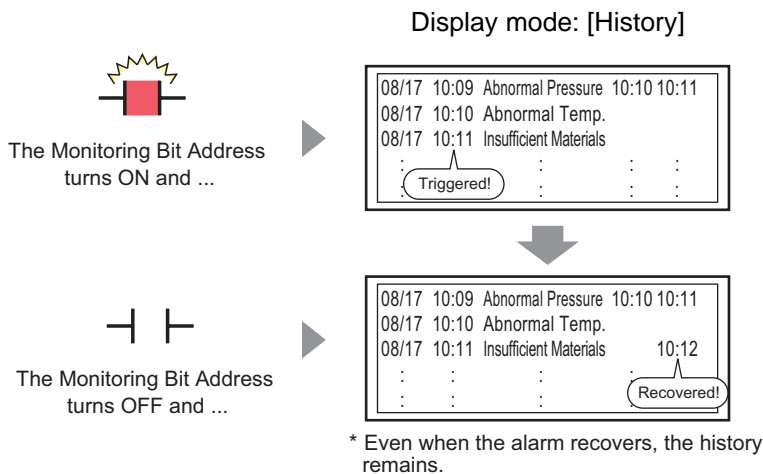 Display mode: [History]
The Monitoring Bit Address
turns ON and ...
08/17 10:09 Abnormal Pressure 10:10 10:11
08/17 10:10 Abnormal Temp.
08/17 10:11 Insufficient Materials
: : : :
Triggered!
: : : :
The Monitoring Bit Address
turns OFF and ...
08/17 10:09 Abnormal Pressure 10:10 10:11
08/17 10:10 Abnormal Temp.
08/17 10:11 Insufficient Materials 10:12
: : :
Recovered!
: : :
* Even when the alarm recovers, the history
remains.